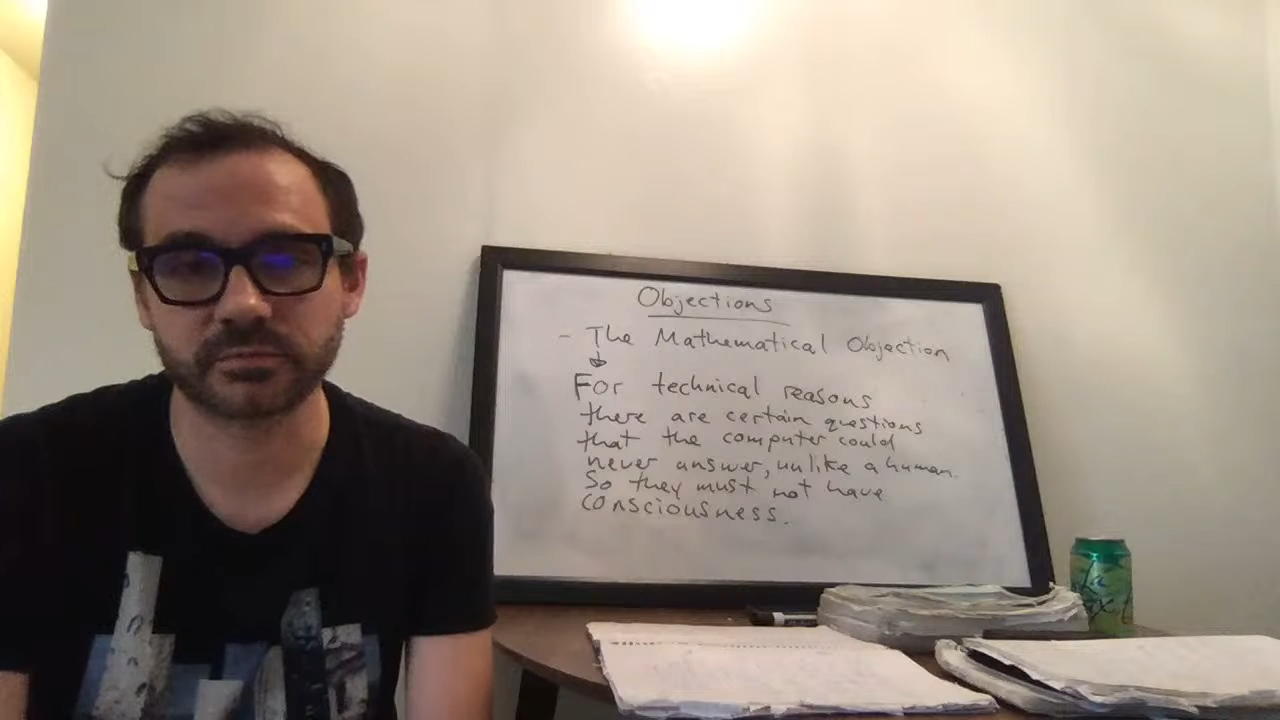 Objections
- The Mathematical Objection
For technical reasons
there are certain questions
that the computer could
never answer, unlike a human.
So they must not have
consciousness.
La